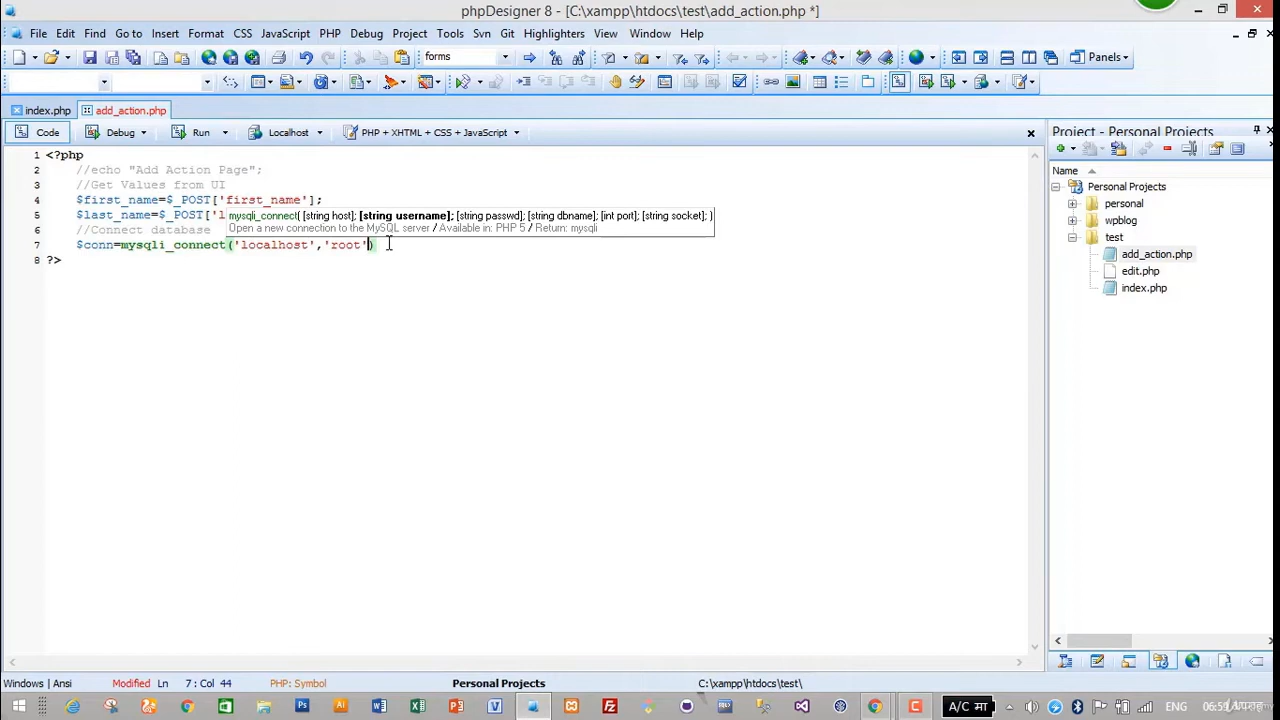 phpDesigner 8 - [C:\xampp\htdocs\test\add_action.php *]
File Edit Find Go to Insert Format CSS JavaScript PHP Debug Project Tools Svn Git Highlighters View Window Help
forms
Panels
index.php add_action.php
Code Debug Run Localhost PHP + XHTML + CSS + JavaScript
Project - Personal Projects
Name
Personal Projects
personal
wpblog
test
add_action.php
edit.php
index.php
1 <?php
2 //echo "Add Action Page";
3 //Get Values from UI
4 $first_name=$_POST['first_name'];
5 $last_name=$_POST['l
mysqli_connect( [string host]; [string username]; [string passwd]; [string dbname]; [int port]; [string socket]; )
Open a new connection to the MySQL server / Available in: PHP 5 / Return: mysqli
6 //Connect database
7 $conn=mysqli_connect('localhost','root')
8 ?>
Windows | Ansi Modified Ln 7 : Col 44 PHP: Symbol Personal Projects C:\xampp\htdocs\test\
A/C मा ENG